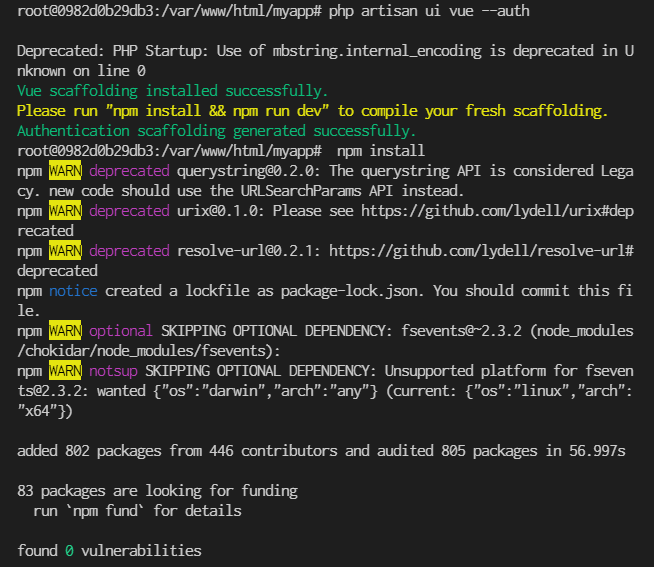 root@0982d0b29db3:/var/www/html/myapp# php artisan ui vue --auth
Deprecated: PHP Startup: Use of mbstring.internal_encoding is deprecated in U
nknown on line 0
Vue scaffolding installed successfully.
Please run "npm install && npm run dev" to compile your fresh scaffolding.
Authentication scaffolding generated successfully.
root@0982d0b29db3:/var/www/html/myapp#  npm install
npm WARN deprecated querystring@0.2.0: The querystring API is considered Lega
cy. new code should use the URLSearchParams API instead.
npm WARN deprecated urix@0.1.0: Please see https://github.com/lydell/urix#dep
recated
npm WARN deprecated resolve-url@0.2.1: https://github.com/lydell/resolve-url#
deprecated
npm notice created a lockfile as package-lock.json. You should commit this fi
le.
npm WARN optional SKIPPING OPTIONAL DEPENDENCY: fsevents@~2.3.2 (node_modules
/chokidar/node_modules/fsevents):
npm WARN notsup SKIPPING OPTIONAL DEPENDENCY: Unsupported platform for fseven
ts@2.3.2: wanted {"os":"darwin","arch":"any"} (current: {"os":"linux","arch":
"x64"})
added 802 packages from 446 contributors and audited 805 packages in 56.997s
83 packages are looking for funding
  run `npm fund` for details
found 0 vulnerabilities